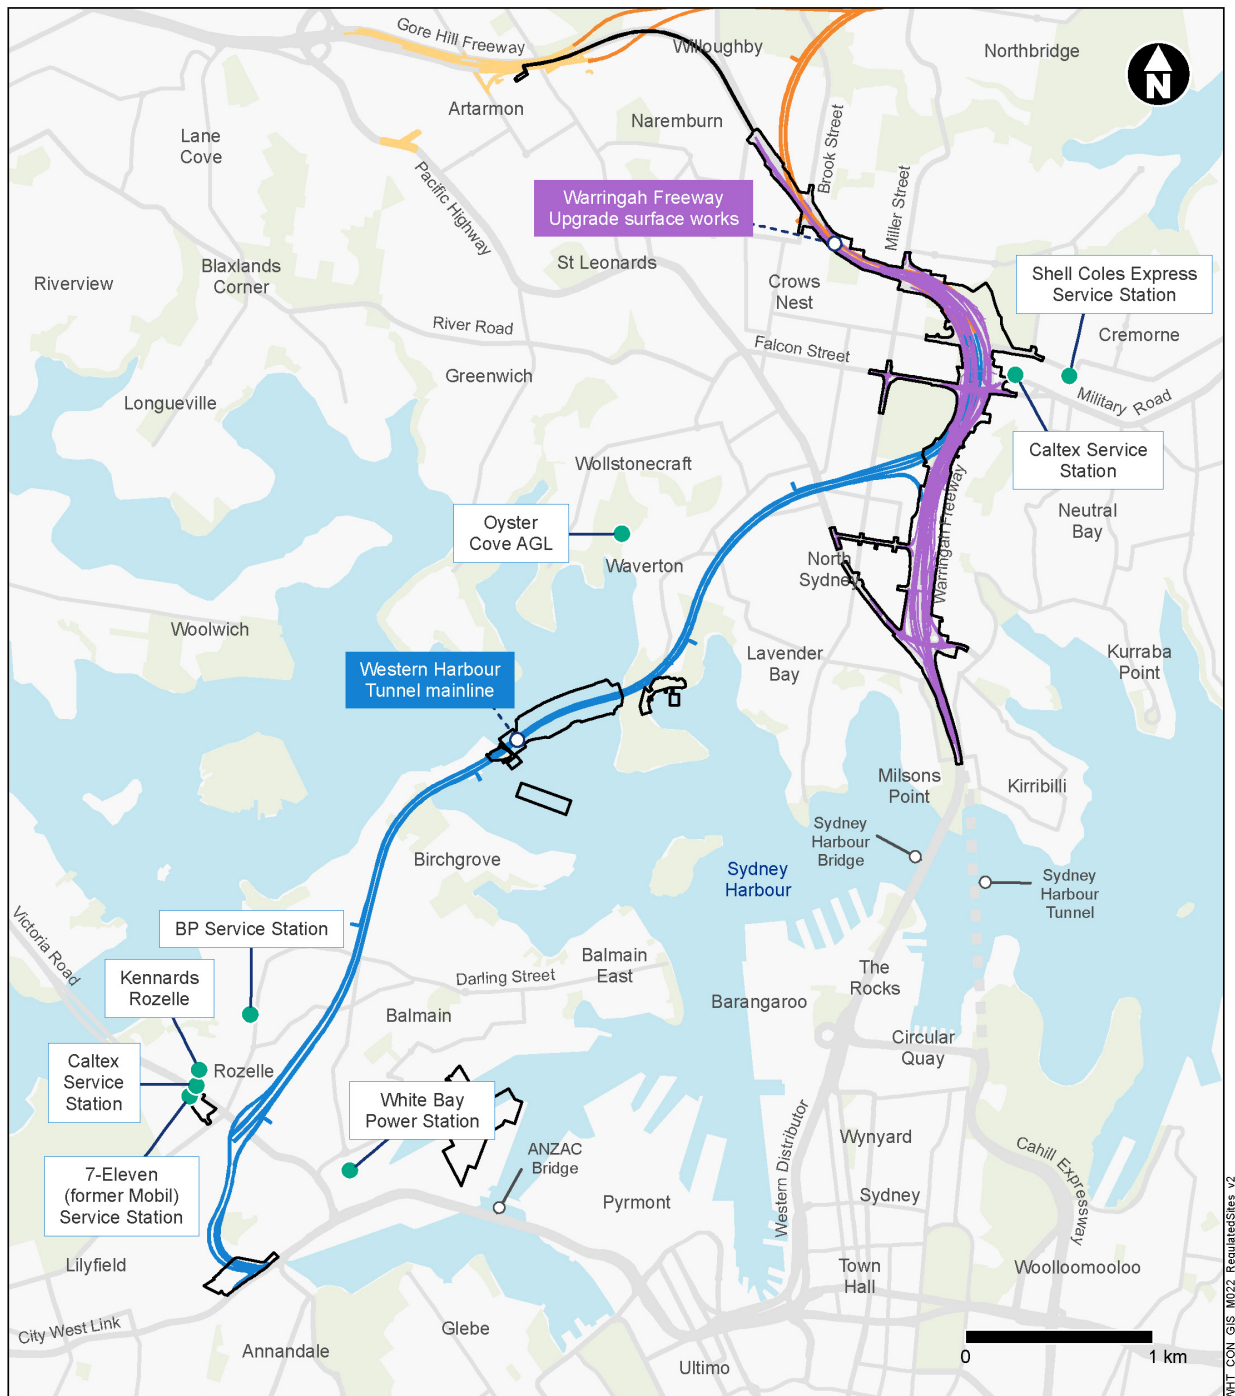 Gore Hill Freeway
Willoughby
Northbridge
N
Artarmon
Naremburn
Lane
Cove
Brook Street
Pacific Highway
Miller Street
Warringah Freeway
Upgrade surface works
St Leonards
Blaxlands
Corner
Riverview
Crows
Nest
Shell Coles Express
Service Station
Cremorne
River Road
Falcon Street
Greenwich
Longueville
Military Road
Caltex Service
Station
Wollstonecraft
Warringah Freeway
Neutral
Bay
Oyster
Cove AGL
Waverton
North
Sydney
Woolwich
Lavender
Bay
Kurraba
Point
Western Harbour
Tunnel mainline
Milsons
Point
Kirribilli
Sydney
Harbour
Bridge
Birchgrove
Sydney
Harbour
Sydney
Harbour
Tunnel
Victoria Road
BP Service Station
Kennards
Rozelle
Darling Street
Balmain
East
The
Rocks
Barangaroo
Balmain
Circular
Quay
Caltex
Service
Station
Rozelle
White Bay
Power Station
ANZAC
Bridge
Western Distributor
Wynyard
Cahill Expressway
7-Eleven
(former Mobil)
Service Station
Pyrmont
Sydney
Lilyfield
Town
Hall
Woolloomooloo
City West Link
Annandale
Glebe
Ultimo
0
1 km
WHT_CON_GIS_M022_RegulatedSites_v2